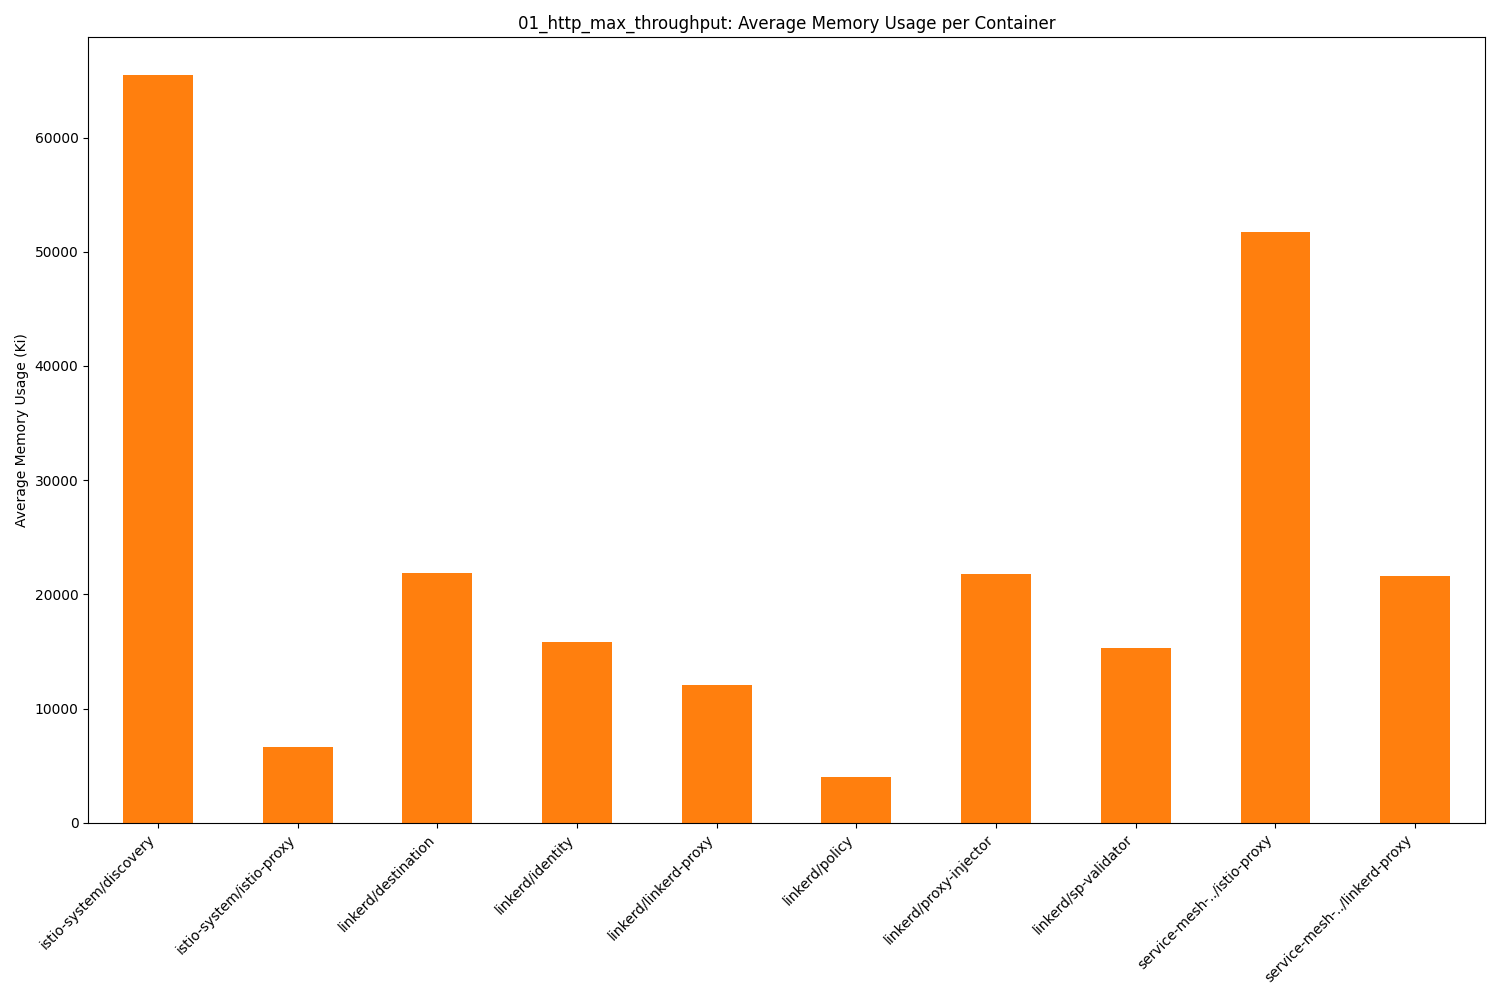 01_http_max_throughput: Average Memory Usage per Container
Average Memory Usage (Ki)
60000
50000
40000
30000
20000
10000
0
istio-system/discovery
istio-system/istio-proxy
linkerd/destination
linkerd/identity
linkerd/linkerd-proxy
linkerd/policy
linkerd/proxy-injector
linkerd/sp-validator
service-mesh-../istio-proxy
service-mesh-../linkerd-proxy